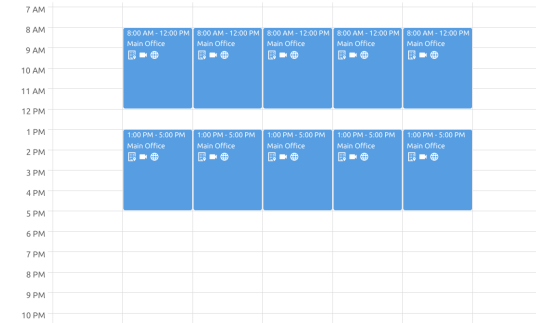 7 AM
8 AM
8:00 AM - 12:00 PM 8:00 AM - 12:00 PM 8:00 AM - 12:00 PM 8:00 AM - 12:00 PM 8:00 AM - 12:00 PM
Main Office Main Office Main Office Main Office Main Office
9 AM
10 AM
11 AM
12 PM
1 PM
1:00 PM - 5:00 PM 1:00 PM - 5:00 PM 1:00 PM - 5:00 PM 1:00 PM - 5:00 PM 1:00 PM - 5:00 PM
Main Office Main Office Main Office Main Office Main Office
2 PM
3 PM
4 PM
5 PM
6 PM
7 PM
8 PM
9 PM
10 PM